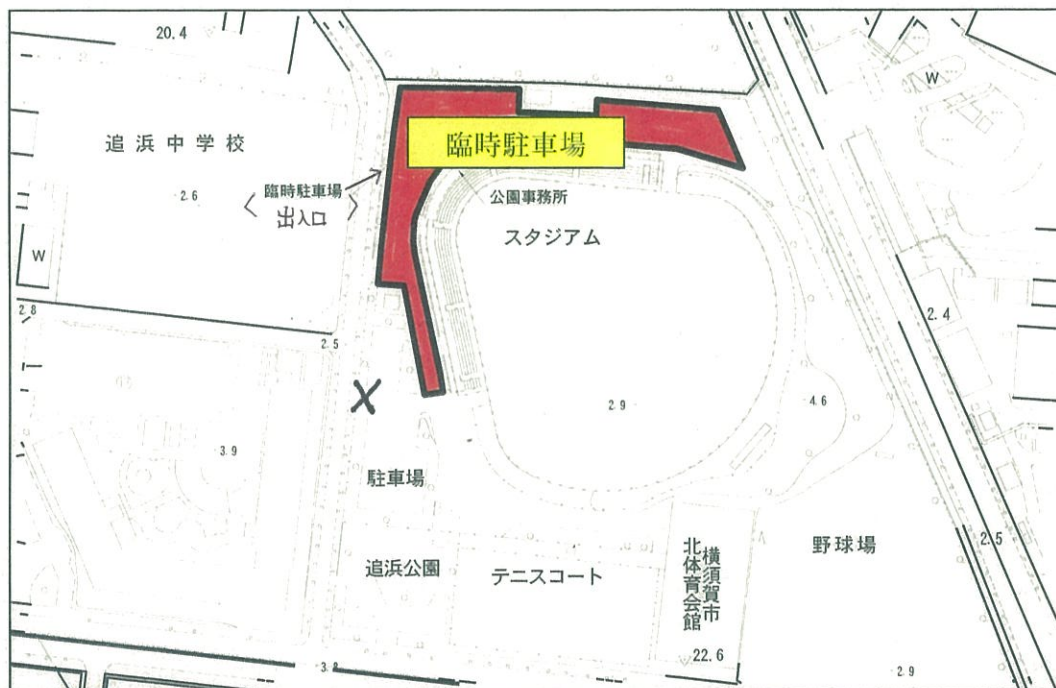 20.4
W
追浜中学校
臨時駐車場
臨時駐車場
出入口
公園事務所
スタジアム
2.6
W
2.8
2.5
2.4
X
2.9
4.6
3.9
駐車場
追浜公園
テニスコート
横須賀市
北体育会館
野球場
2.5
22.6
3.8
2.9